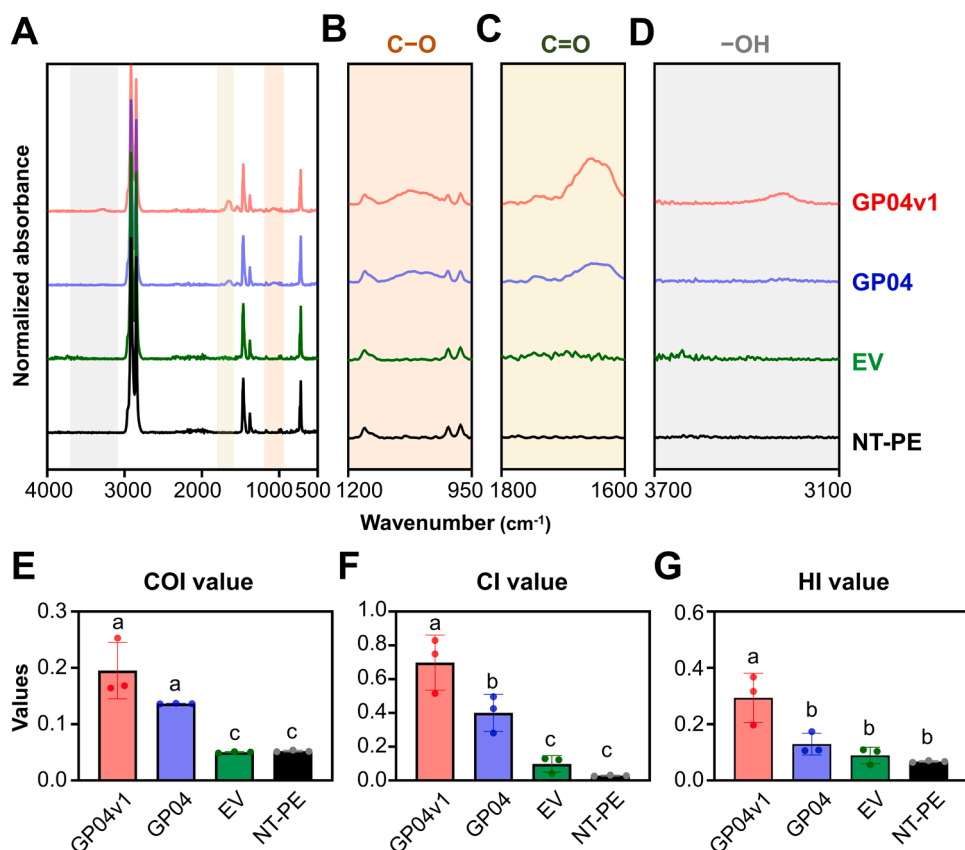 A
B
C
D
C−O
C=O
−OH
Normalized absorbance
GP04v1
GP04
EV
NT-PE
4000 3000 2000 1000 500
1200 950
1800 1600
3700 3100
Wavenumber (cm⁻¹)
E
COI value
F
CI value
G
HI value
Values
0.3
0.2
0.1
0.0
a
a
c
c
GP04v1
GP04
EV
NT-PE
1.0
0.8
0.6
0.4
0.2
0.0
a
b
c
c
GP04v1
GP04
EV
NT-PE
0.6
0.4
0.2
0.0
a
b
b
b
GP04v1
GP04
EV
NT-PE